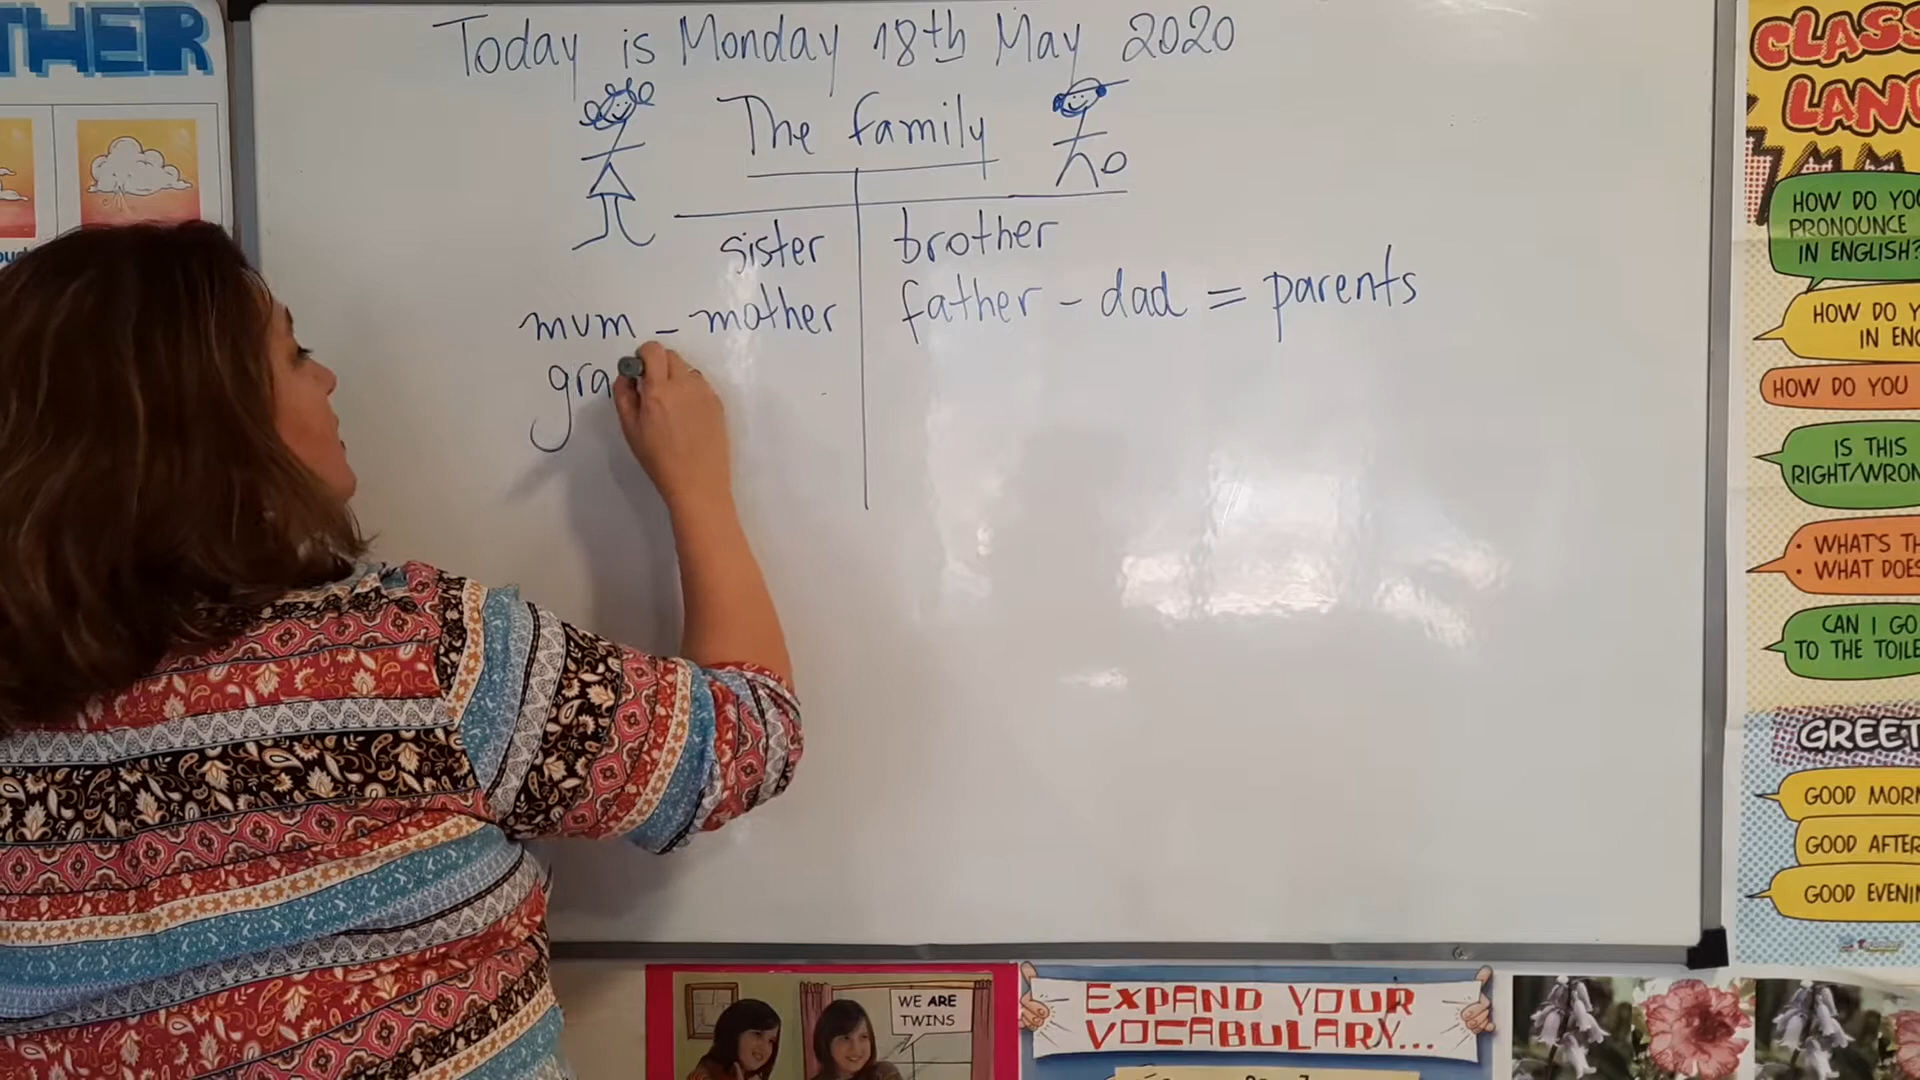 Today is Monday 18th May 2020
The family
sister brother
mum - mother father - dad = parents
gra
THER
CLASS
LANG
HOW DO YOU
PRONOUNCE
IN ENGLISH?
HOW DO Y
IN ENG
HOW DO YOU
IS THIS
RIGHT/WRON
• WHAT'S TH
• WHAT DOES
CAN I GO
TO THE TOILE
GREET
GOOD MORN
GOOD AFTER
GOOD EVENIN
WE ARE
TWINS
EXPAND YOUR
VOCABULARY...